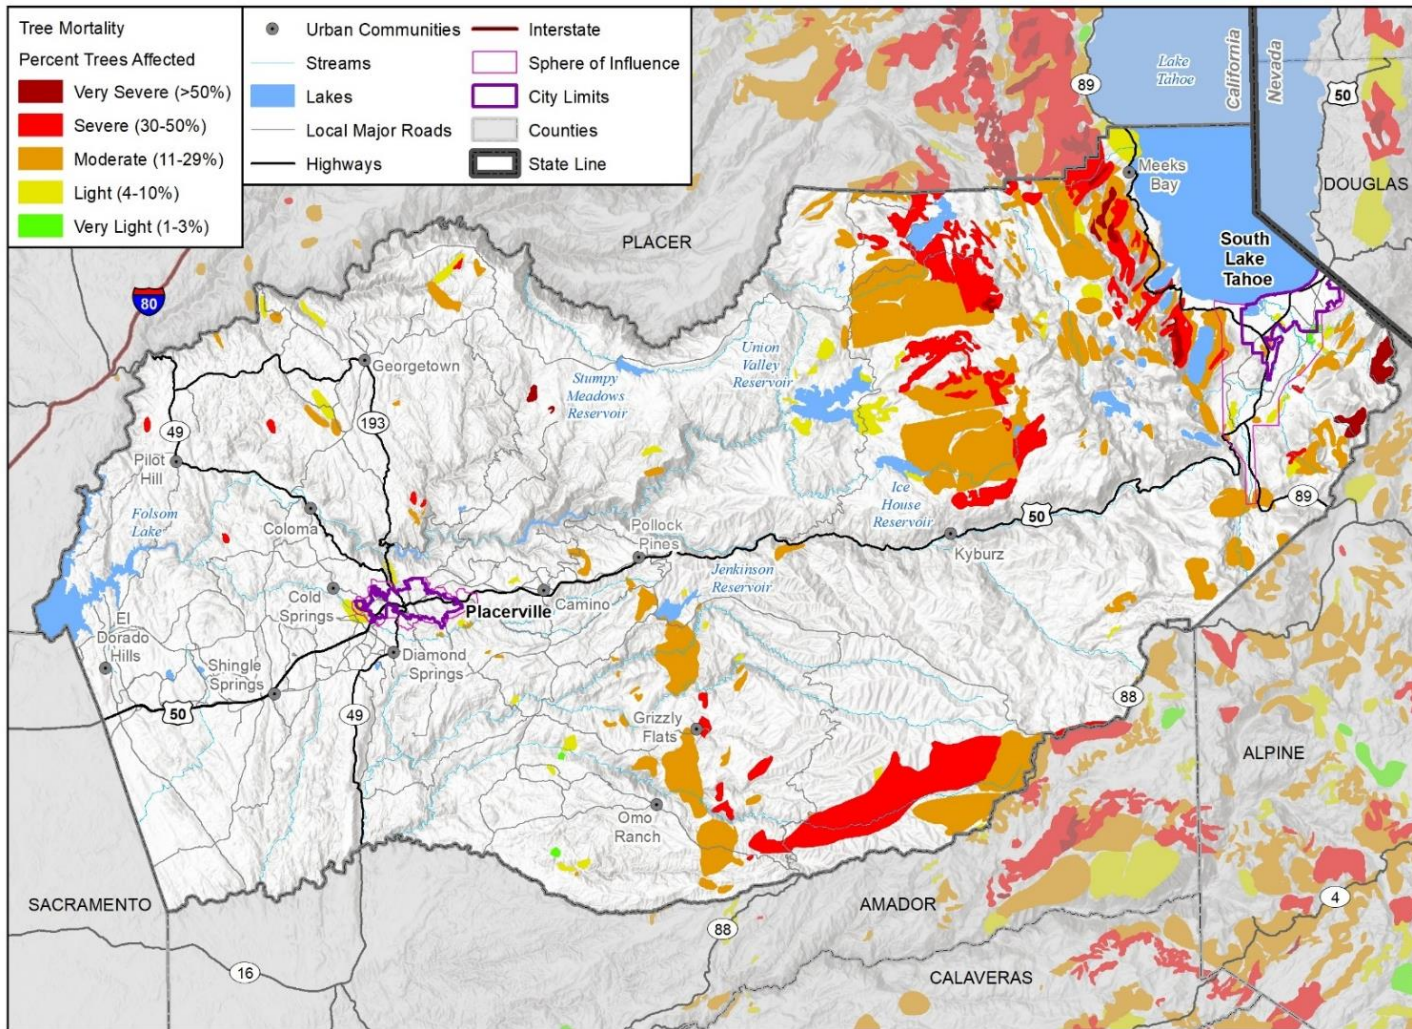 Tree Mortality
Percent Trees Affected
Very Severe (>50%)
Severe (30-50%)
Moderate (11-29%)
Light (4-10%)
Very Light (1-3%)
Urban Communities
Streams
Lakes
Local Major Roads
Highways
Interstate
Sphere of Influence
City Limits
Counties
State Line
Lake
Tahoe
California
Nevada
50
89
Meeks
Bay
DOUGLAS
PLACER
South
Lake
Tahoe
80
Georgetown
Stumpy
Meadows
Reservoir
Union
Valley
Reservoir
193
49
Pilot
Hill
Folsom
Lake
Coloma
Ice
House
Reservoir
50
89
Pollock
Pines
Kyburz
Jenkinson
Reservoir
Cold
Springs
Placerville
Camino
El
Dorado
Hills
Shingle
Springs
Diamond
Springs
50
49
Grizzly
Flats
88
ALPINE
Omo
Ranch
SACRAMENTO
AMADOR
88
4
16
CALAVERAS